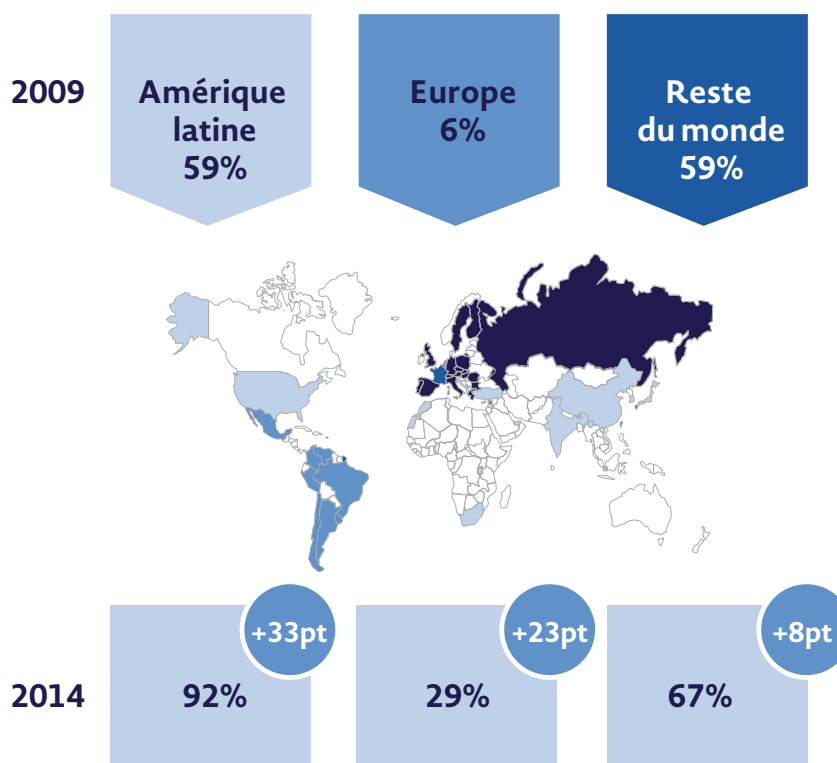 2009
Amérique
latine
59%
Europe
6%
Reste
du monde
59%
+33pt
+23pt
+8pt
2014
92%
29%
67%